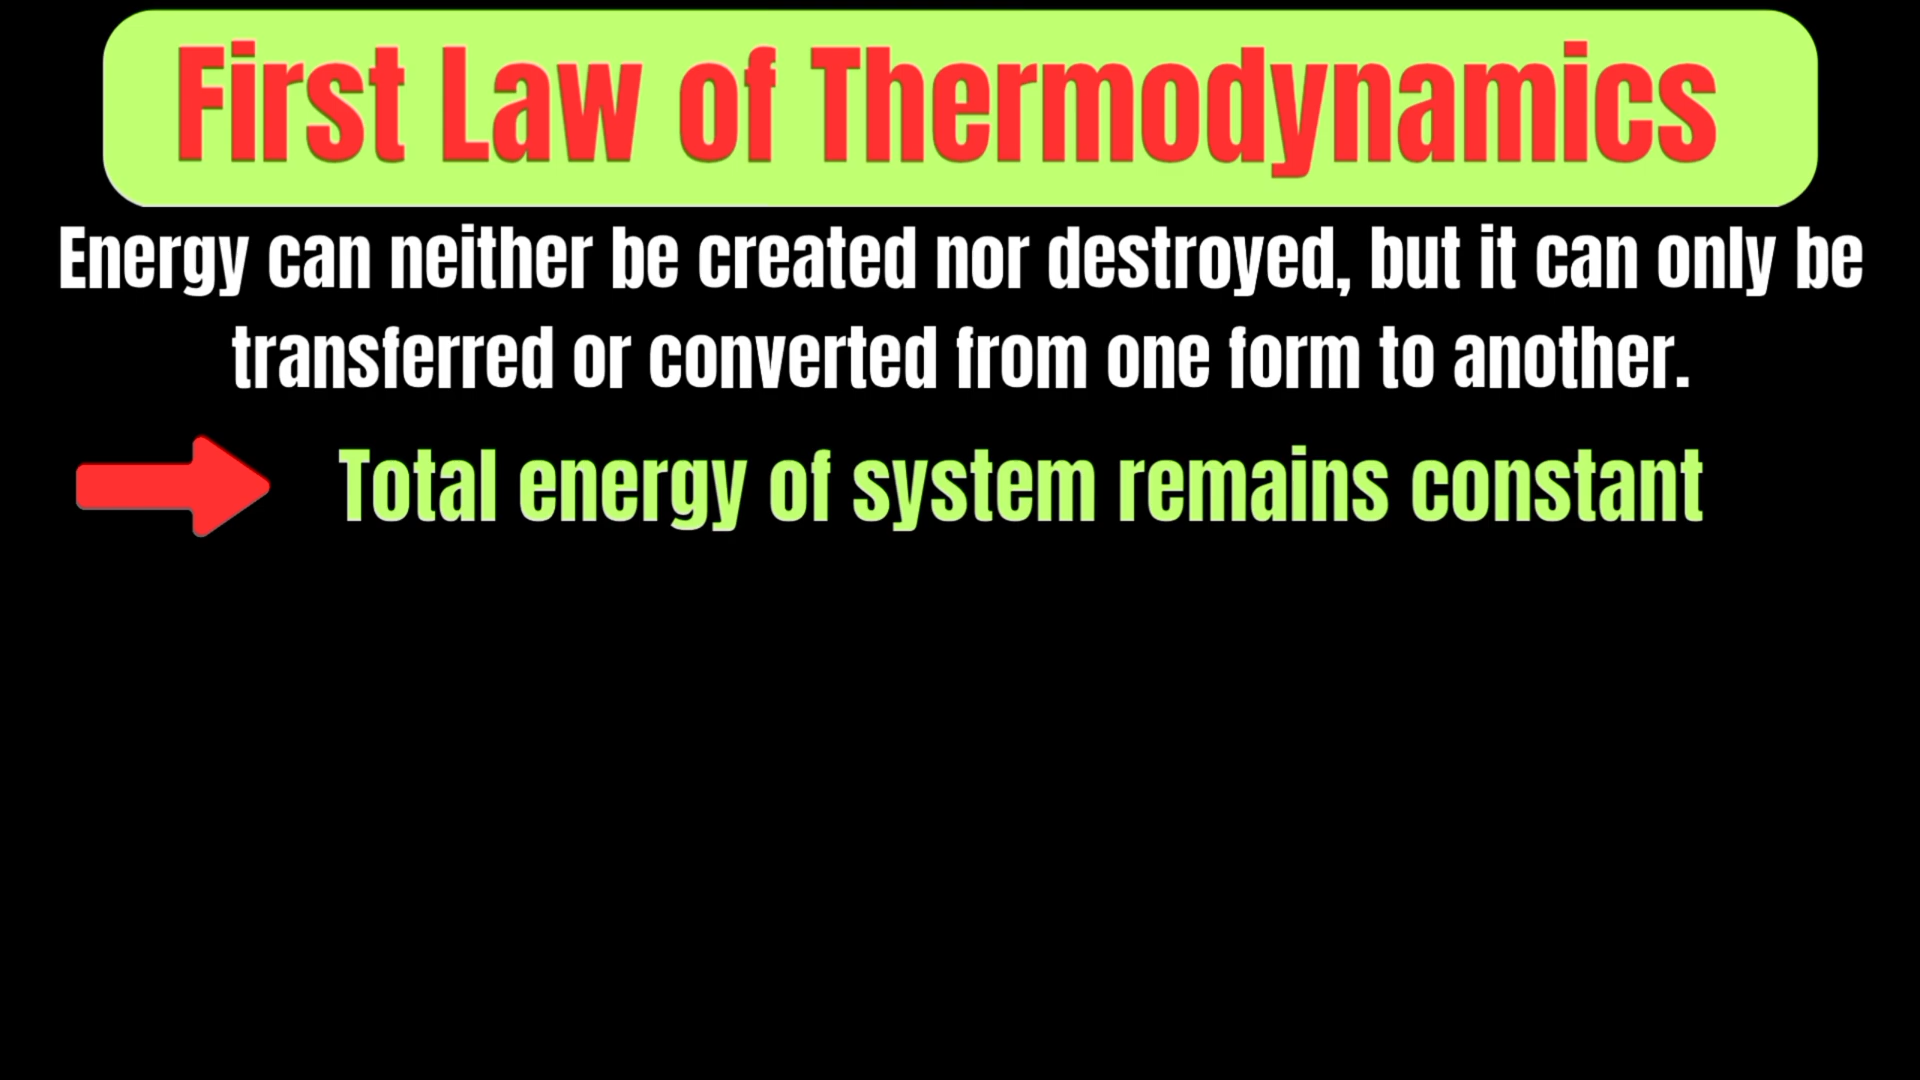 First Law of Thermodynamics
Energy can neither be created nor destroyed, but it can only be
transferred or converted from one form to another.
Total energy of system remains constant